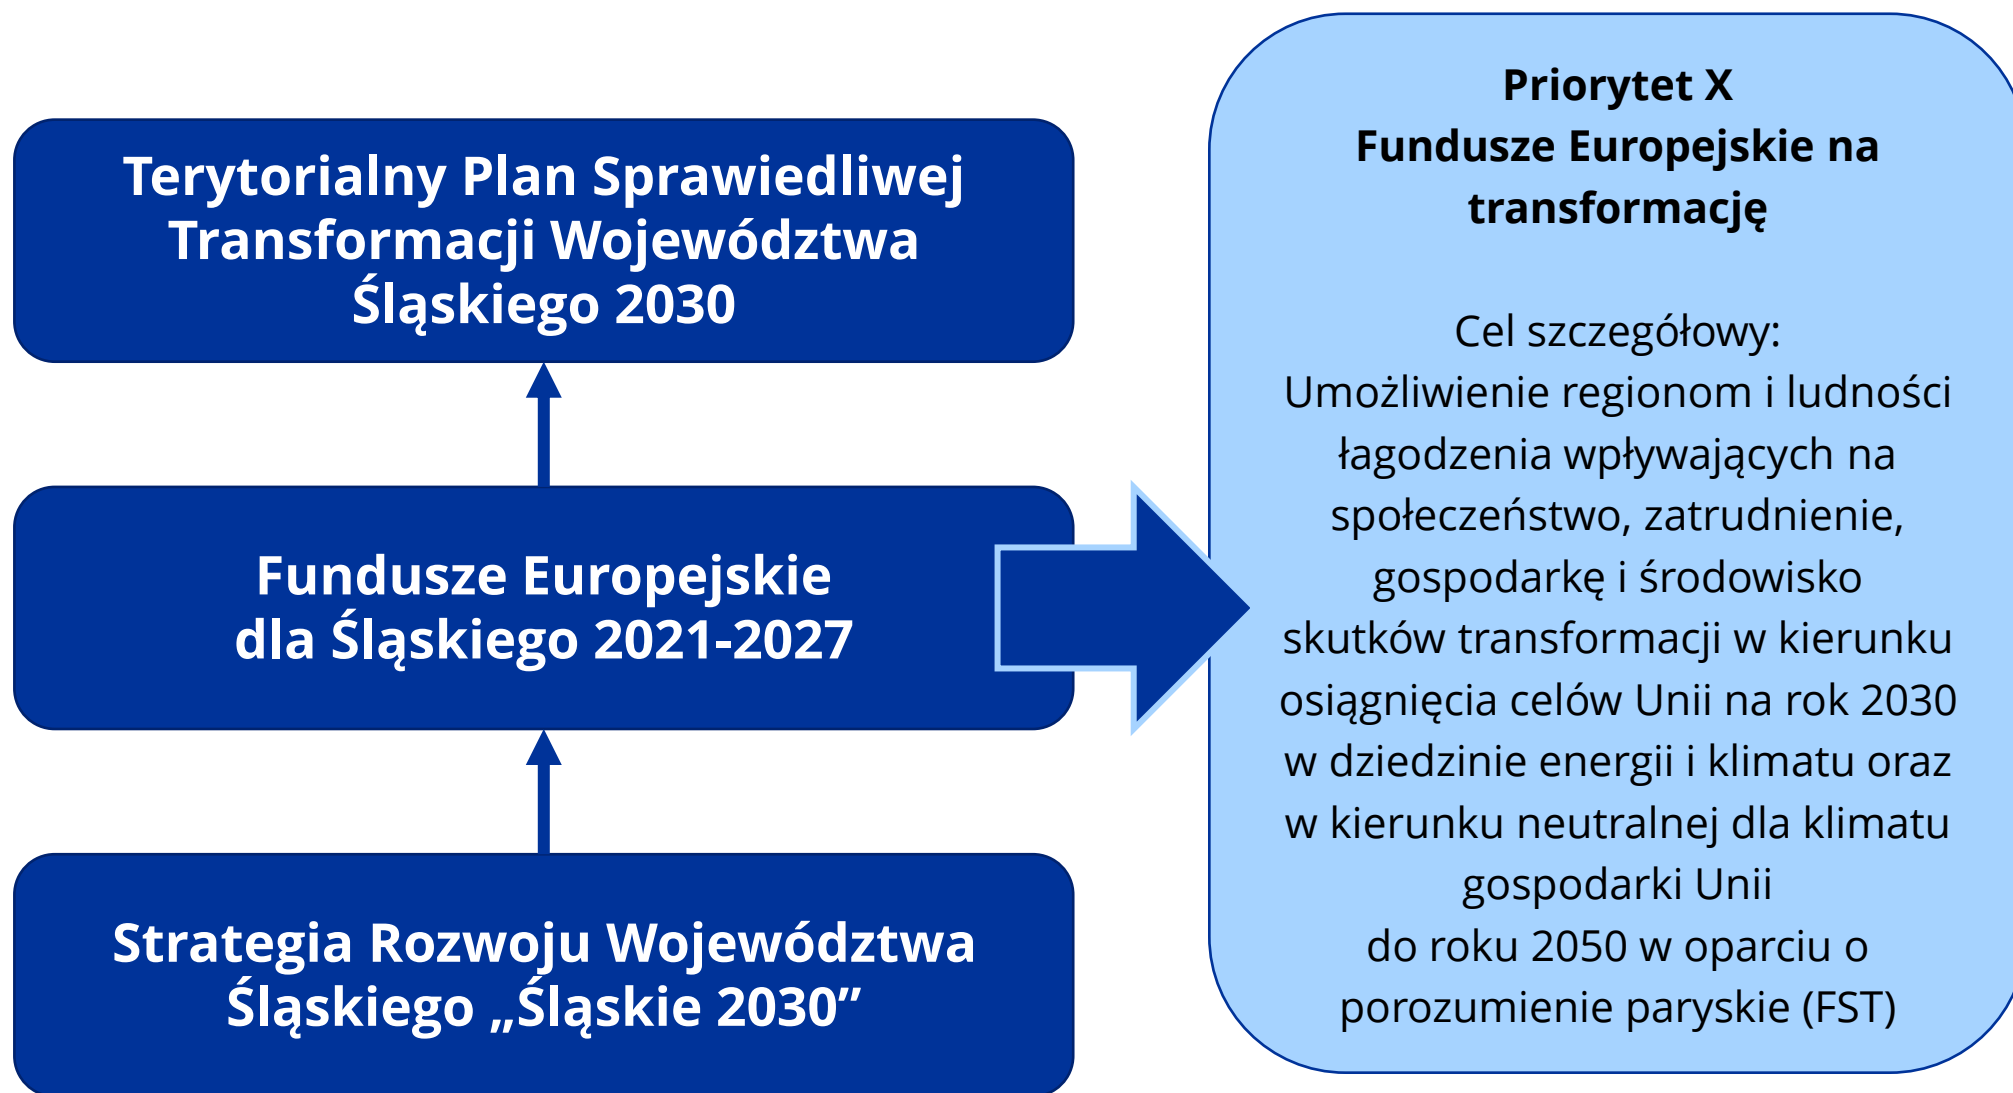 Terytorialny Plan Sprawiedliwej
Transformacji Województwa
Śląskiego 2030
Fundusze Europejskie
dla Śląskiego 2021-2027
Strategia Rozwoju Województwa
Śląskiego „Śląskie 2030”
Priorytet X
Fundusze Europejskie na
transformację
Cel szczegółowy:
Umożliwienie regionom i ludności
łagodzenia wpływających na
społeczeństwo, zatrudnienie,
gospodarkę i środowisko
skutków transformacji w kierunku
osiągnięcia celów Unii na rok 2030
w dziedzinie energii i klimatu oraz
w kierunku neutralnej dla klimatu
gospodarki Unii
do roku 2050 w oparciu o
porozumienie paryskie (FST)